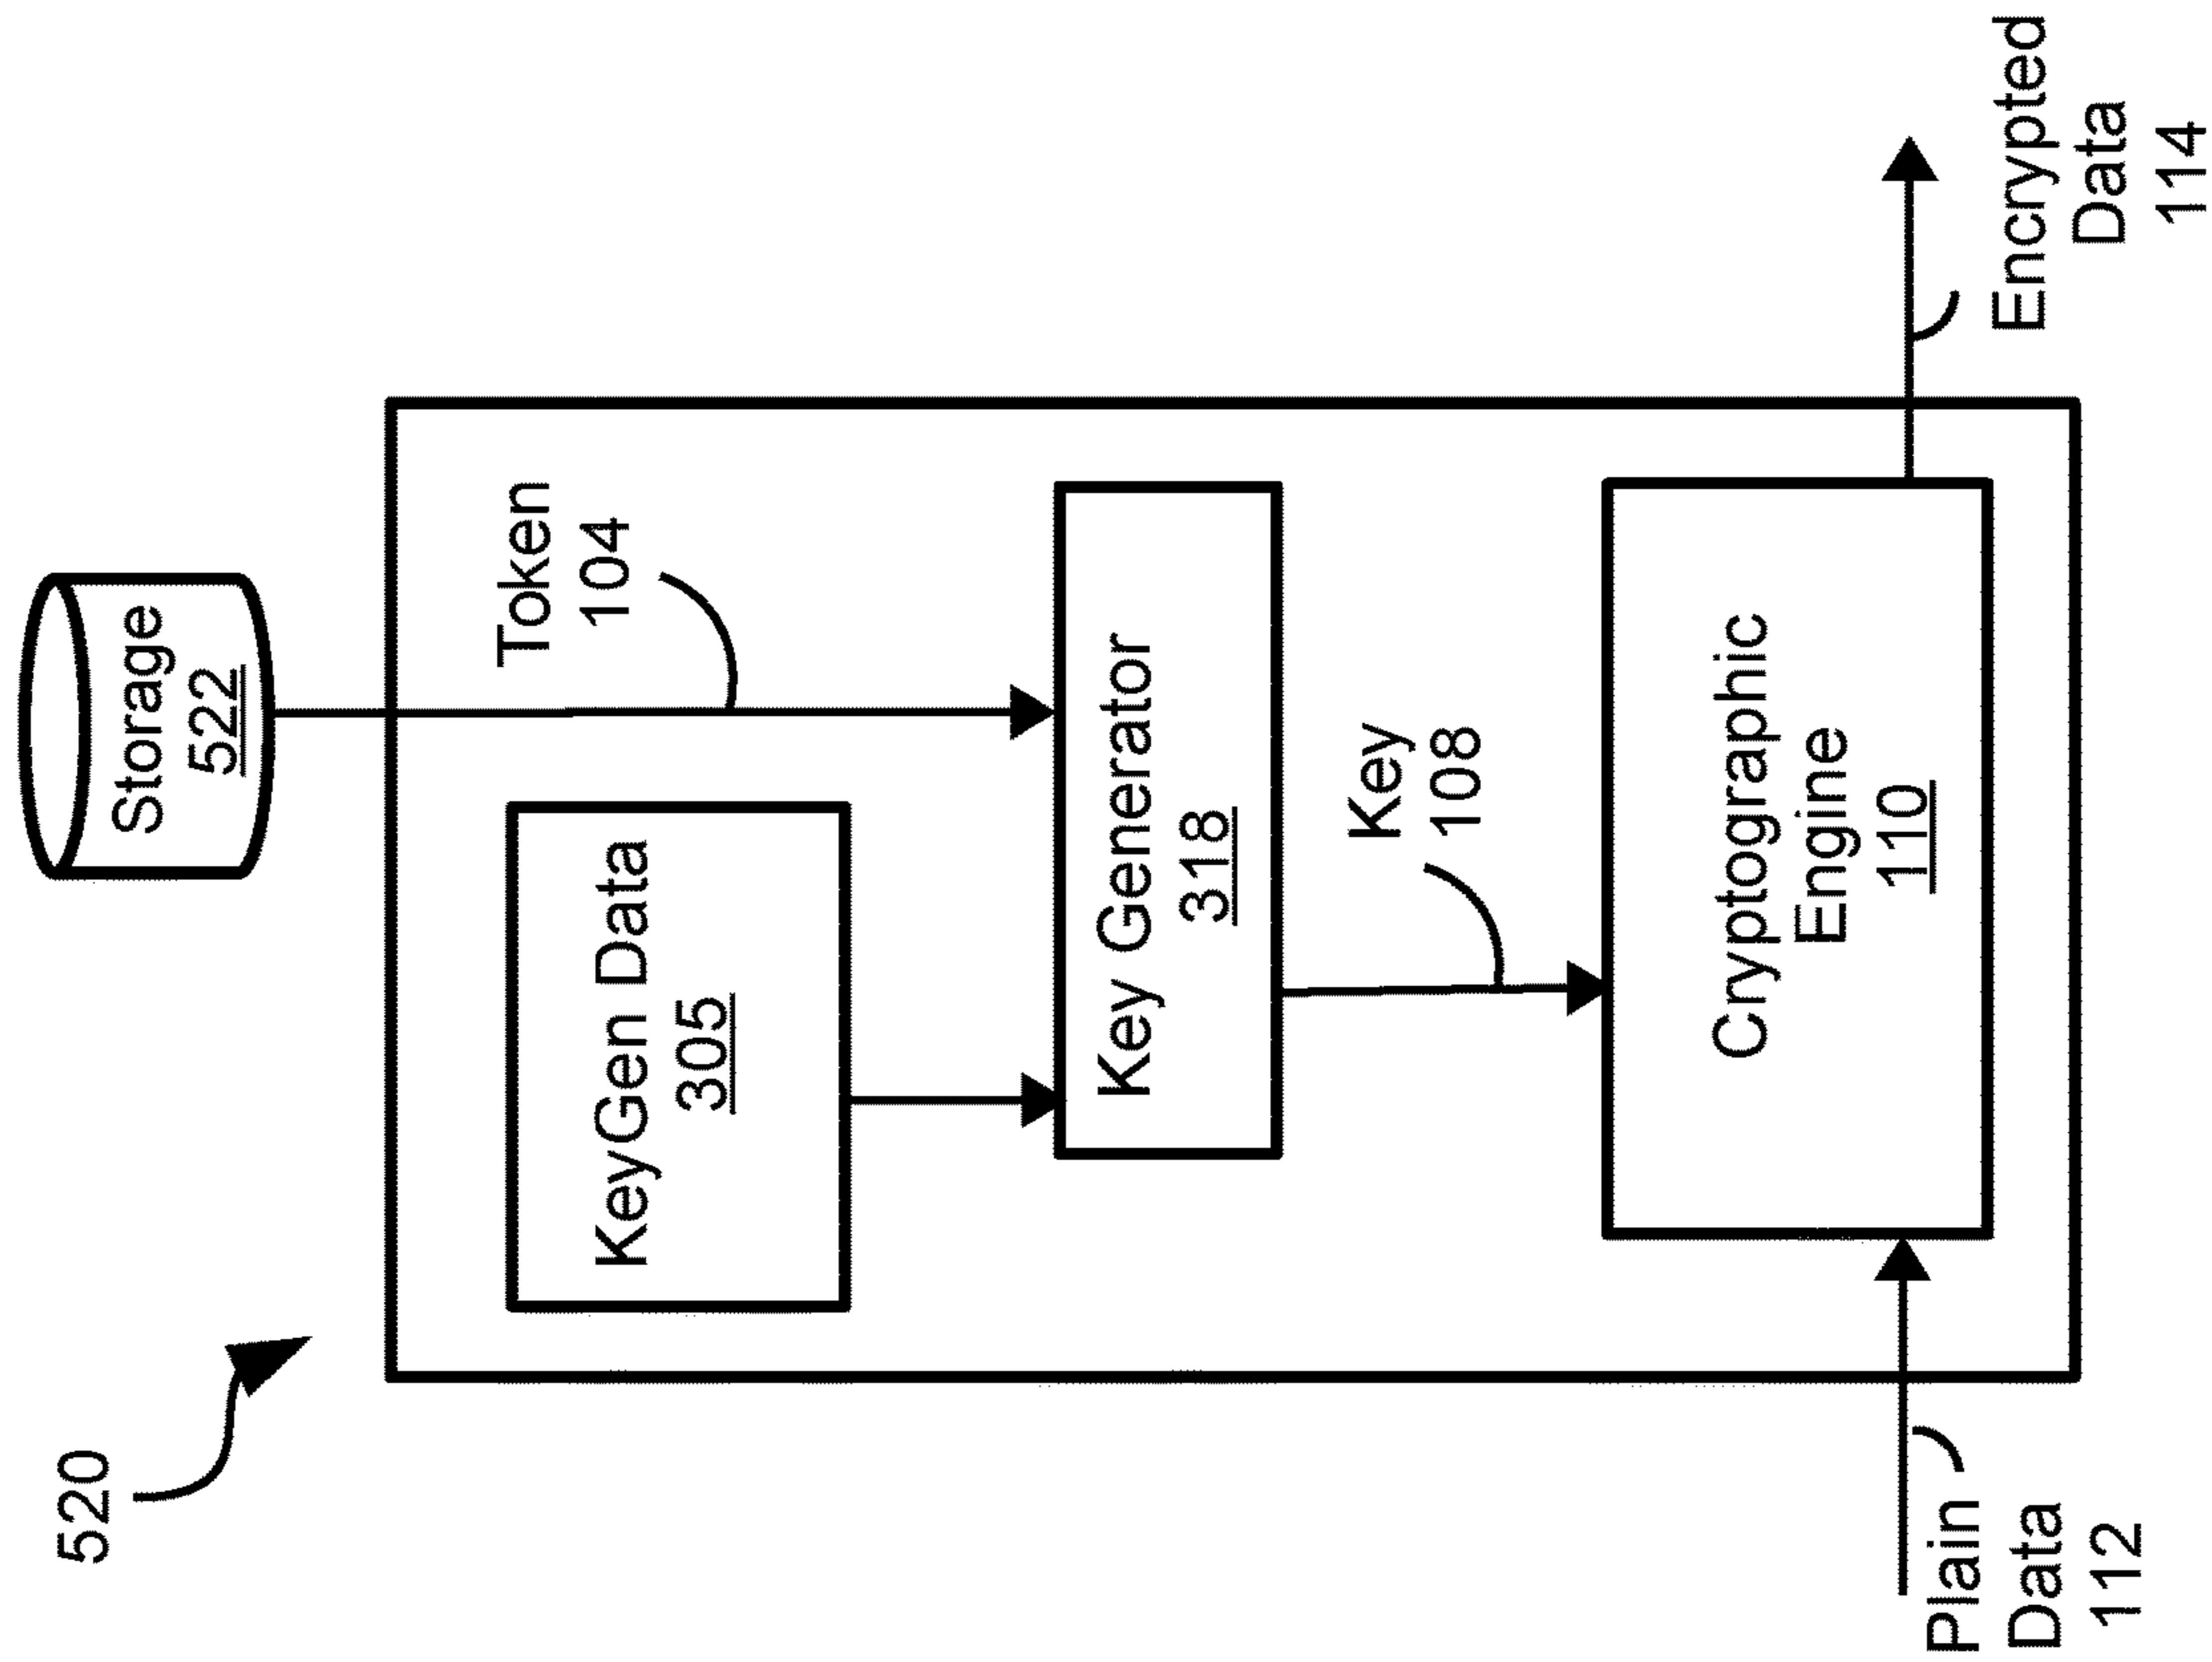 520
Storage
522
Token
104
KeyGen Data
305
Key Generator
318
Key
108
Cryptographic
Engine
110
Plain
Data
112
Encrypted
Data
114